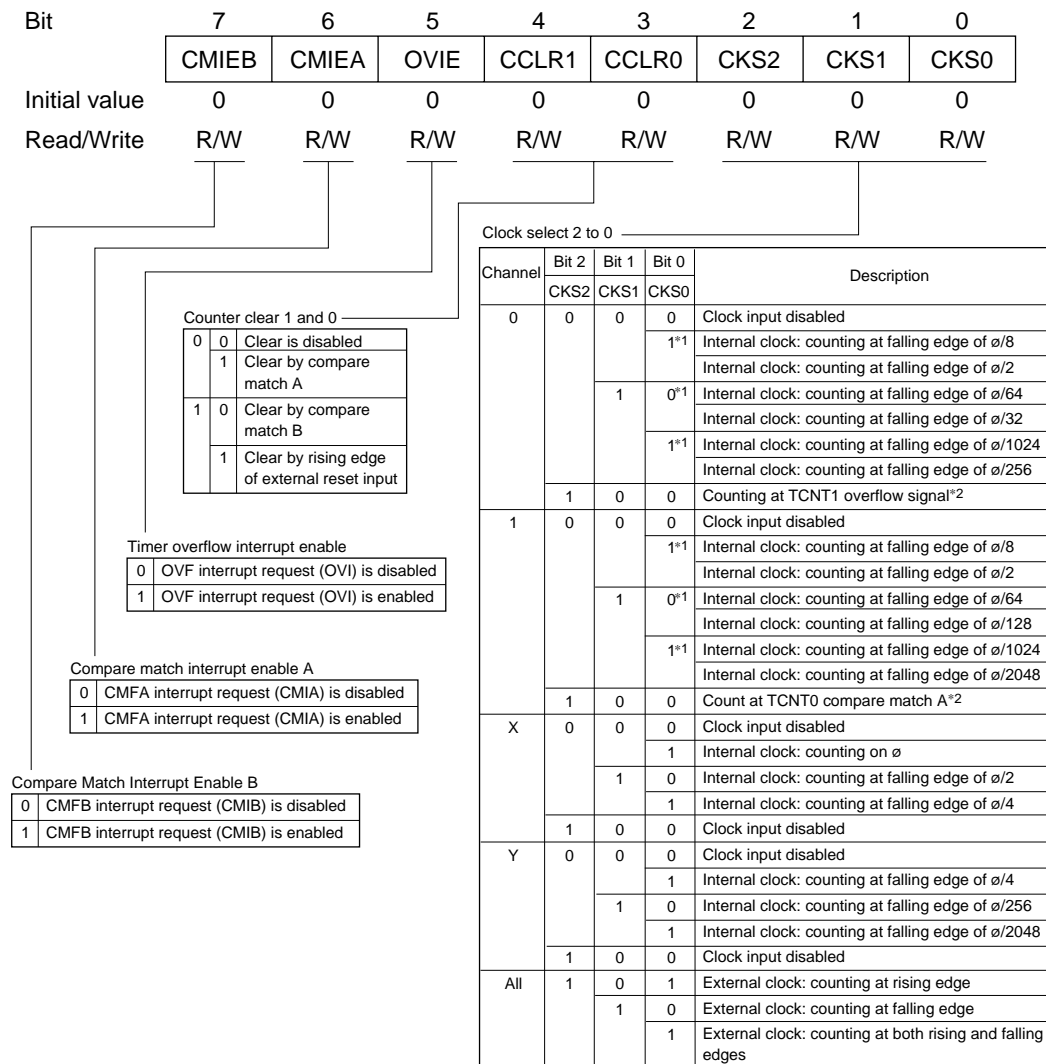 Bit 7 6 5 4 3 2 1 0
CMIEB CMIEA OVIE CCLR1 CCLR0 CKS2 CKS1 CKS0
Initial value 0 0 0 0 0 0 0 0
Read/Write R/W R/W R/W R/W R/W R/W R/W R/W
Counter clear 1 and 0
0 0 Clear is disabled
1 Clear by compare
match A
1 0 Clear by compare
match B
1 Clear by rising edge
of external reset input
Timer overflow interrupt enable
0 OVF interrupt request (OVI) is disabled
1 OVF interrupt request (OVI) is enabled
Compare match interrupt enable A
0 CMFA interrupt request (CMIA) is disabled
1 CMFA interrupt request (CMIA) is enabled
Compare Match Interrupt Enable B
0 CMFB interrupt request (CMIB) is disabled
1 CMFB interrupt request (CMIB) is enabled
Clock select 2 to 0
Channel Bit 2 Bit 1 Bit 0 Description
CKS2 CKS1 CKS0
0 0 0 0 Clock input disabled
1*1 Internal clock: counting at falling edge of ø/8
Internal clock: counting at falling edge of ø/2
1 0*1 Internal clock: counting at falling edge of ø/64
Internal clock: counting at falling edge of ø/32
1*1 Internal clock: counting at falling edge of ø/1024
Internal clock: counting at falling edge of ø/256
1 0 0 Counting at TCNT1 overflow signal*2
1 0 0 0 Clock input disabled
1*1 Internal clock: counting at falling edge of ø/8
Internal clock: counting at falling edge of ø/2
1 0*1 Internal clock: counting at falling edge of ø/64
Internal clock: counting at falling edge of ø/128
1*1 Internal clock: counting at falling edge of ø/1024
Internal clock: counting at falling edge of ø/2048
1 0 0 Count at TCNT0 compare match A*2
X 0 0 0 Clock input disabled
1 Internal clock: counting on ø
1 0 Internal clock: counting at falling edge of ø/2
1 Internal clock: counting at falling edge of ø/4
1 0 0 Clock input disabled
Y 0 0 0 Clock input disabled
1 Internal clock: counting at falling edge of ø/4
1 0 Internal clock: counting at falling edge of ø/256
1 Internal clock: counting at falling edge of ø/2048
1 0 0 Clock input disabled
All 1 0 1 External clock: counting at rising edge
1 0 External clock: counting at falling edge
1 External clock: counting at both rising and falling
edges